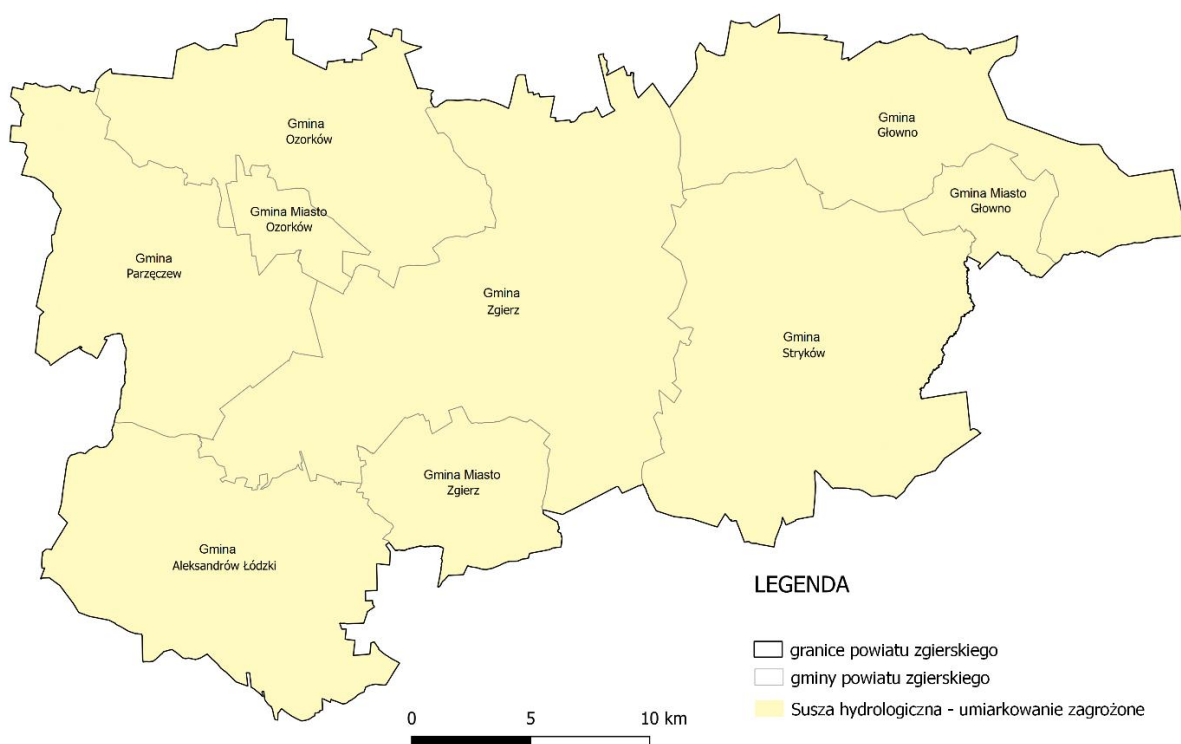 Gmina
Ozorków
Gmina
Głowno
Gmina Miasto
Głowno
Gmina Miasto
Ozorków
Gmina
Parzęczew
Gmina
Zgierz
Gmina
Stryków
Gmina Miasto
Zgierz
Gmina
Aleksandrów Łódzki
LEGENDA
granice powiatu zgierskiego
gminy powiatu zgierskiego
Susza hydrologiczna - umiarkowanie zagrożone
0 5 10 km